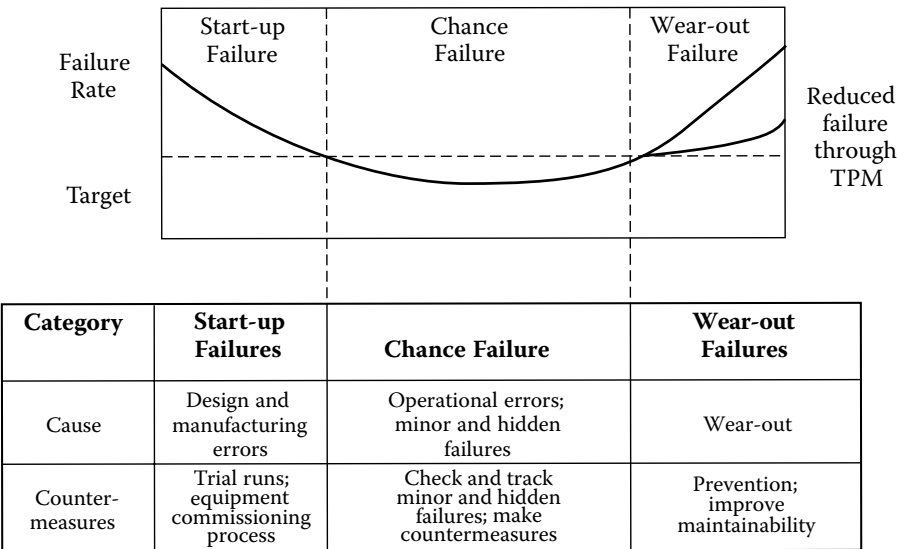 Start-up
Failure
Chance
Failure
Wear-out
Failure
Failure
Rate
Target
Reduced
failure
through
TPM
Category
Start-up
Failures
Chance Failure
Wear-out
Failures
Cause
Design and
manufacturing
errors
Operational errors;
minor and hidden
failures
Wear-out
Counter-
measures
Trial runs;
equipment
commissioning
process
Check and track
minor and hidden
failures; make
countermeasures
Prevention;
improve
maintainability